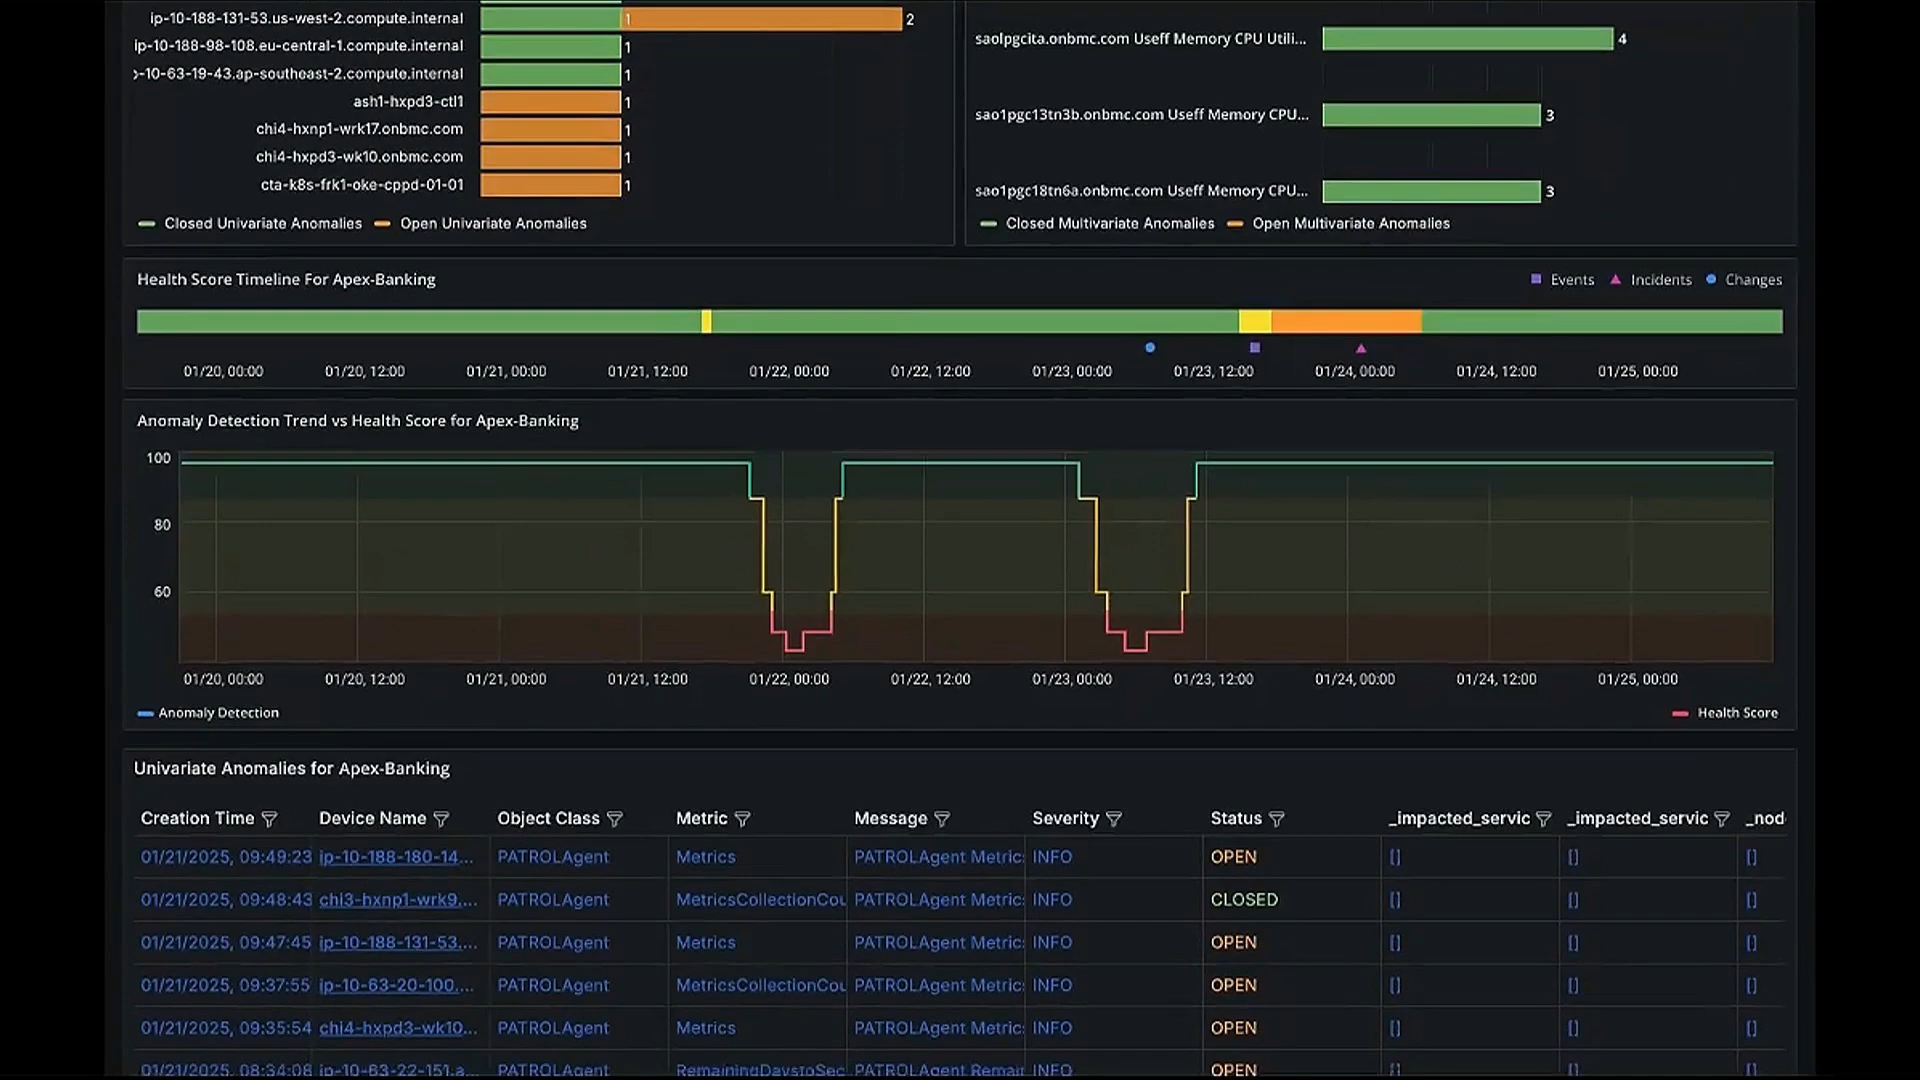 ip-10-188-131-53.us-west-2.compute.internal 1 2
ip-10-188-98-108.eu-central-1.compute.internal 1
-10-63-19-43.ap-southeast-2.compute.internal 1
ash1-hxpd3-ctl1 1
chi4-hxnp1-wrk17.onbmc.com 1
chi4-hxpd3-wk10.onbmc.com 1
cta-k8s-frk1-oke-cppd-01-01 1
Closed Univariate Anomalies Open Univariate Anomalies
saolpgcita.onbmc.com Useff Memory CPU Utili... 4
sao1pgc13tn3b.onbmc.com Useff Memory CPU... 3
sao1pgc18tn6a.onbmc.com Useff Memory CPU... 3
Closed Multivariate Anomalies Open Multivariate Anomalies
Health Score Timeline For Apex-Banking
Events Incidents Changes
01/20, 00:00 01/20, 12:00 01/21, 00:00 01/21, 12:00 01/22, 00:00 01/22, 12:00 01/23, 00:00 01/23, 12:00 01/24, 00:00 01/24, 12:00 01/25, 00:00
Anomaly Detection Trend vs Health Score for Apex-Banking
100
80
60
01/20, 00:00 01/20, 12:00 01/21, 00:00 01/21, 12:00 01/22, 00:00 01/22, 12:00 01/23, 00:00 01/23, 12:00 01/24, 00:00 01/24, 12:00 01/25, 00:00
Anomaly Detection Health Score
Univariate Anomalies for Apex-Banking
Creation Time Device Name Object Class Metric Message Severity Status _impacted_servic _impacted_servic _nod
01/21/2025, 09:49:23 ip-10-188-180-14... PATROLAgent Metrics PATROLAgent Metric INFO OPEN [] [] []
01/21/2025, 09:48:43 chl3-hxnp1-wrk9.... PATROLAgent MetricsCollectionCou PATROLAgent Metric INFO CLOSED [] [] []
01/21/2025, 09:47:45 ip-10-188-131-53.... PATROLAgent Metrics PATROLAgent Metric INFO OPEN [] [] []
01/21/2025, 09:37:55 ip-10-63-20-100.... PATROLAgent MetricsCollectionCou PATROLAgent Metric INFO OPEN [] [] []
01/21/2025, 09:35:54 chi4-hxpd3-wk10... PATROLAgent Metrics PATROLAgent Metric INFO OPEN [] [] []
01/21/2025, 08:34:08 ip-10-63-22-151.a... PATROLAgent RemainingDaystoSec PATROLAgent Remain INFO OPEN [] [] []